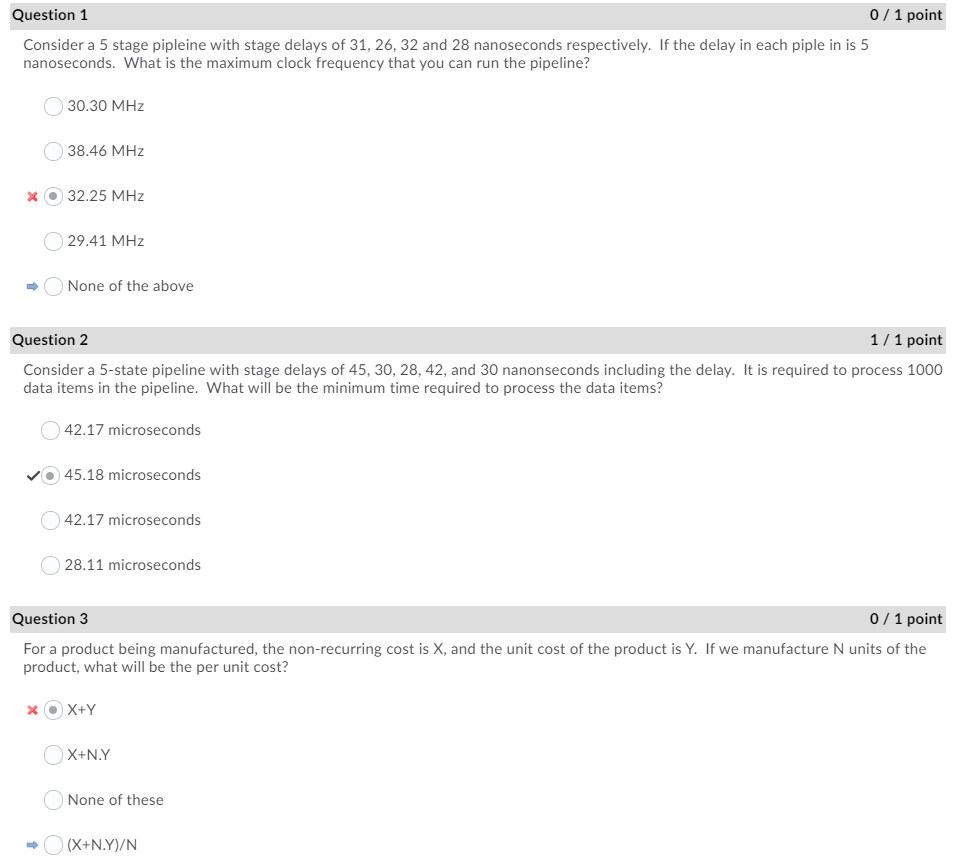 Question 1 0 / 1 point
Consider a 5 stage pipleine with stage delays of 31, 26, 32 and 28 nanoseconds respectively. If the delay in each piple in is 5
nanoseconds. What is the maximum clock frequency that you can run the pipeline?
30.30 MHz
38.46 MHz
32.25 MHz
29.41 MHz
None of the above
Question 2 1 / 1 point
Consider a 5-state pipeline with stage delays of 45, 30, 28, 42, and 30 nanonseconds including the delay. It is required to process 1000
data items in the pipeline. What will be the minimum time required to process the data items?
42.17 microseconds
45.18 microseconds
42.17 microseconds
28.11 microseconds
Question 3 0 / 1 point
For a product being manufactured, the non-recurring cost is X, and the unit cost of the product is Y. If we manufacture N units of the
product, what will be the per unit cost?
X+Y
X+N.Y
None of these
(X+N.Y)/N